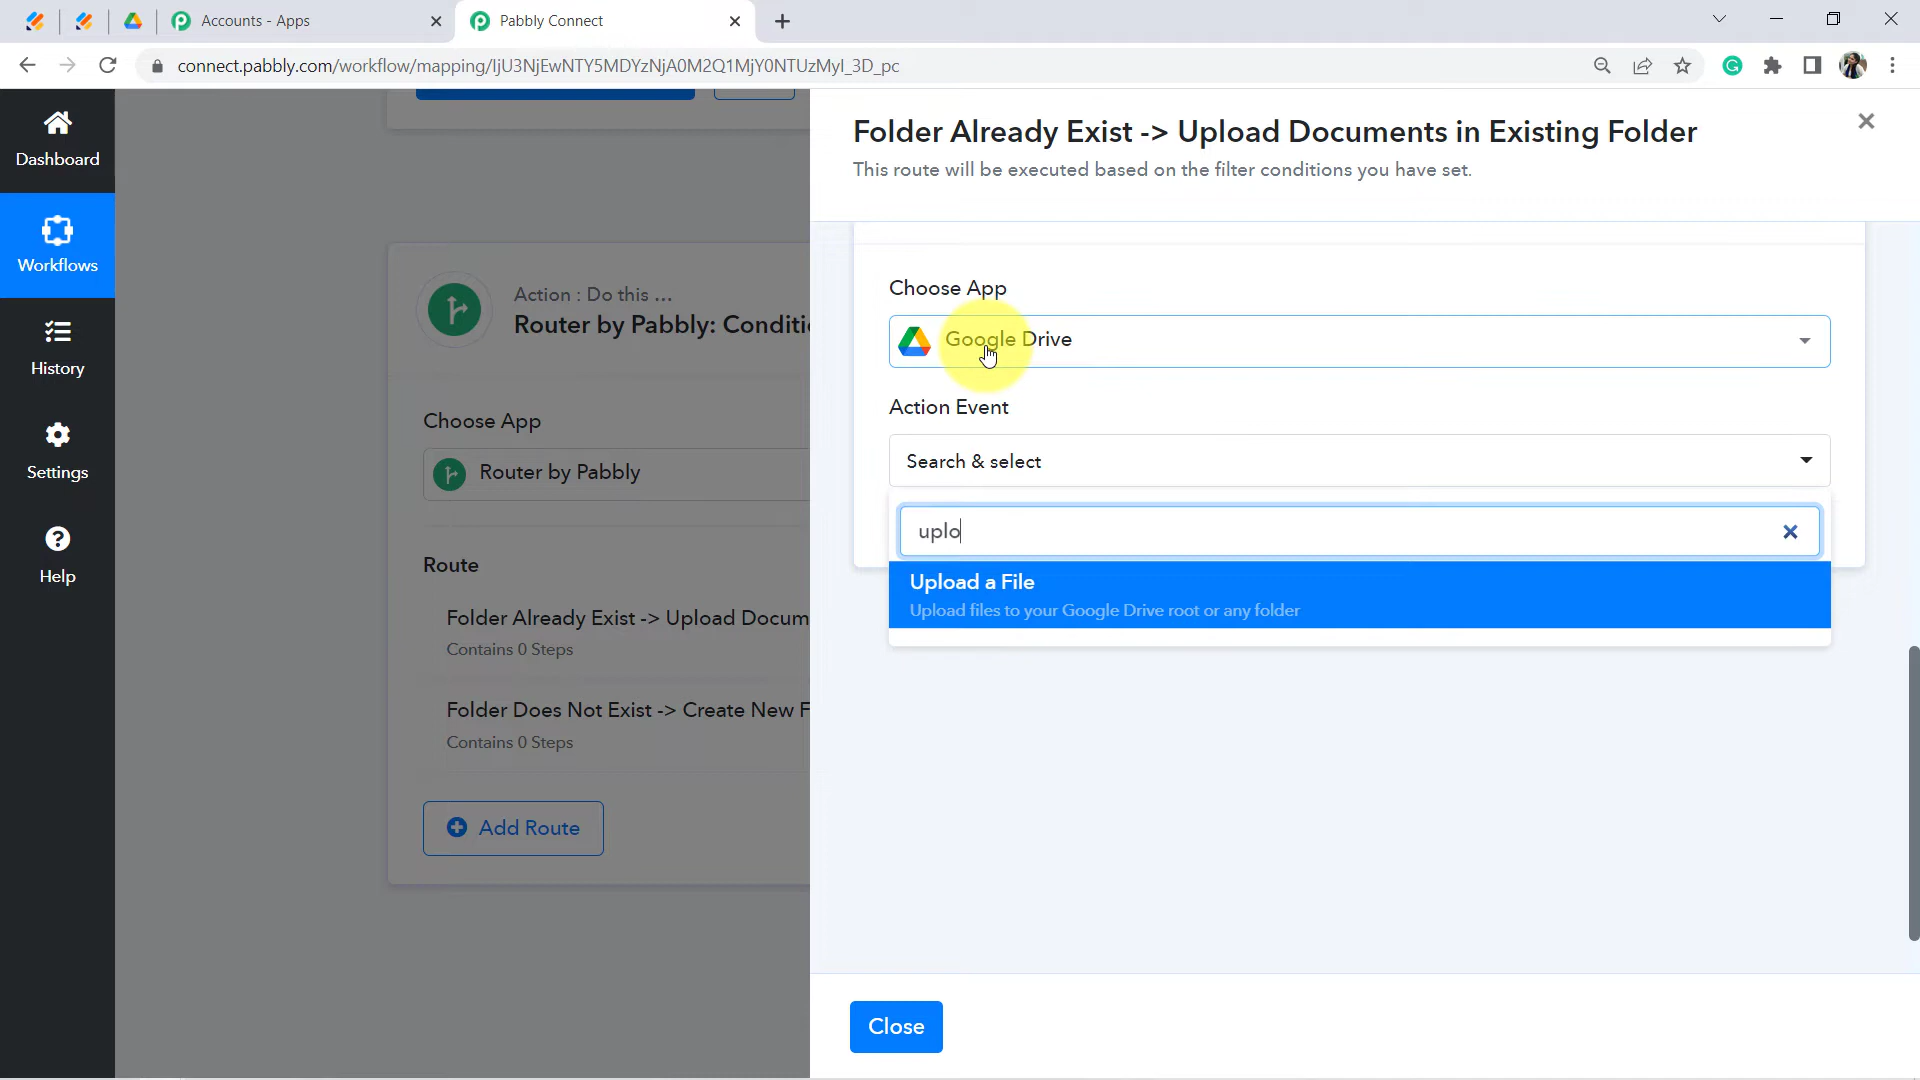 Accounts - Apps
Pabbly Connect
connect.pabbly.com/workflow/mapping/IjU3NjEwNTY5MDYzNjA0M2Q1MjY0NTUzMyI_3D_pc
Dashboard
Workflows
History
Settings
Help
Action : Do this ...
Router by Pabbly: Conditio
Choose App
Router by Pabbly
Route
Folder Already Exist -> Upload Docum
Contains 0 Steps
Folder Does Not Exist -> Create New F
Contains 0 Steps
Add Route
Folder Already Exist -> Upload Documents in Existing Folder
This route will be executed based on the filter conditions you have set.
Choose App
Google Drive
Action Event
Search & select
uplo
Upload a File
Upload files to your Google Drive root or any folder
Close